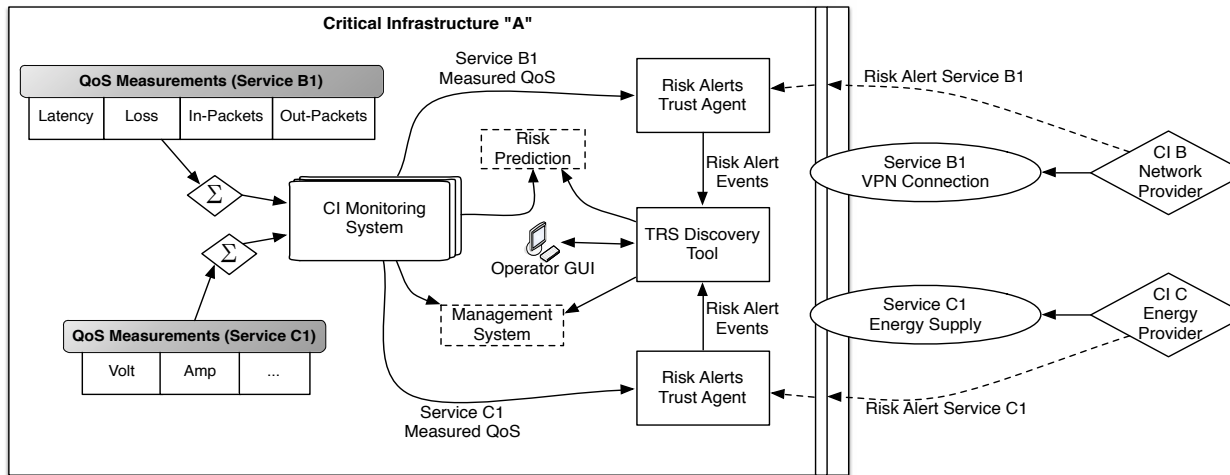 Critical Infrastructure "A"
QoS Measurements (Service B1)
Latency
Loss
In-Packets
Out-Packets
Σ
Σ
QoS Measurements (Service C1)
Volt
Amp
...
CI Monitoring
System
Service B1
Measured QoS
Risk
Prediction
Operator GUI
Management
System
Service C1
Measured QoS
Risk Alerts
Trust Agent
Risk Alert
Events
TRS Discovery
Tool
Risk Alert
Events
Risk Alerts
Trust Agent
Risk Alert Service B1
Service B1
VPN Connection
CI B
Network
Provider
Service C1
Energy Supply
CI C
Energy
Provider
Risk Alert Service C1